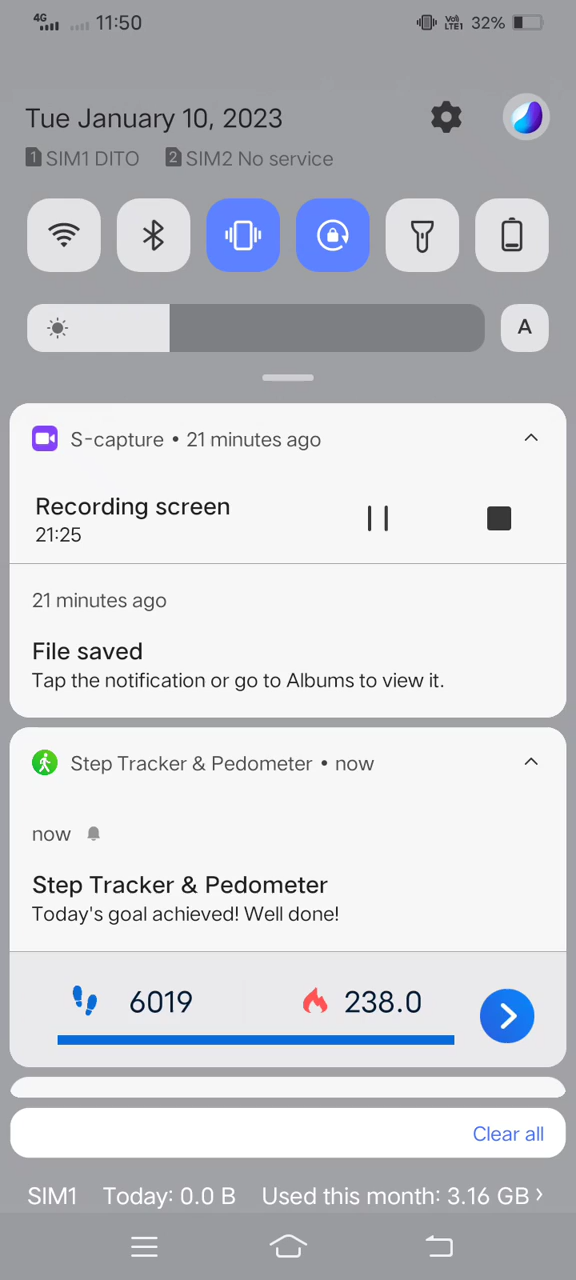 4G 11:50 VoB LTE1 32%
Tue January 10, 2023
1 SIM1 DITO 2 SIM2 No service
A
S-capture • 21 minutes ago
Recording screen
21:25
21 minutes ago
File saved
Tap the notification or go to Albums to view it.
Step Tracker & Pedometer • now
now
Step Tracker & Pedometer
Today's goal achieved! Well done!
6019 238.0
Clear all
SIM1 Today: 0.0 B Used this month: 3.16 GB ›